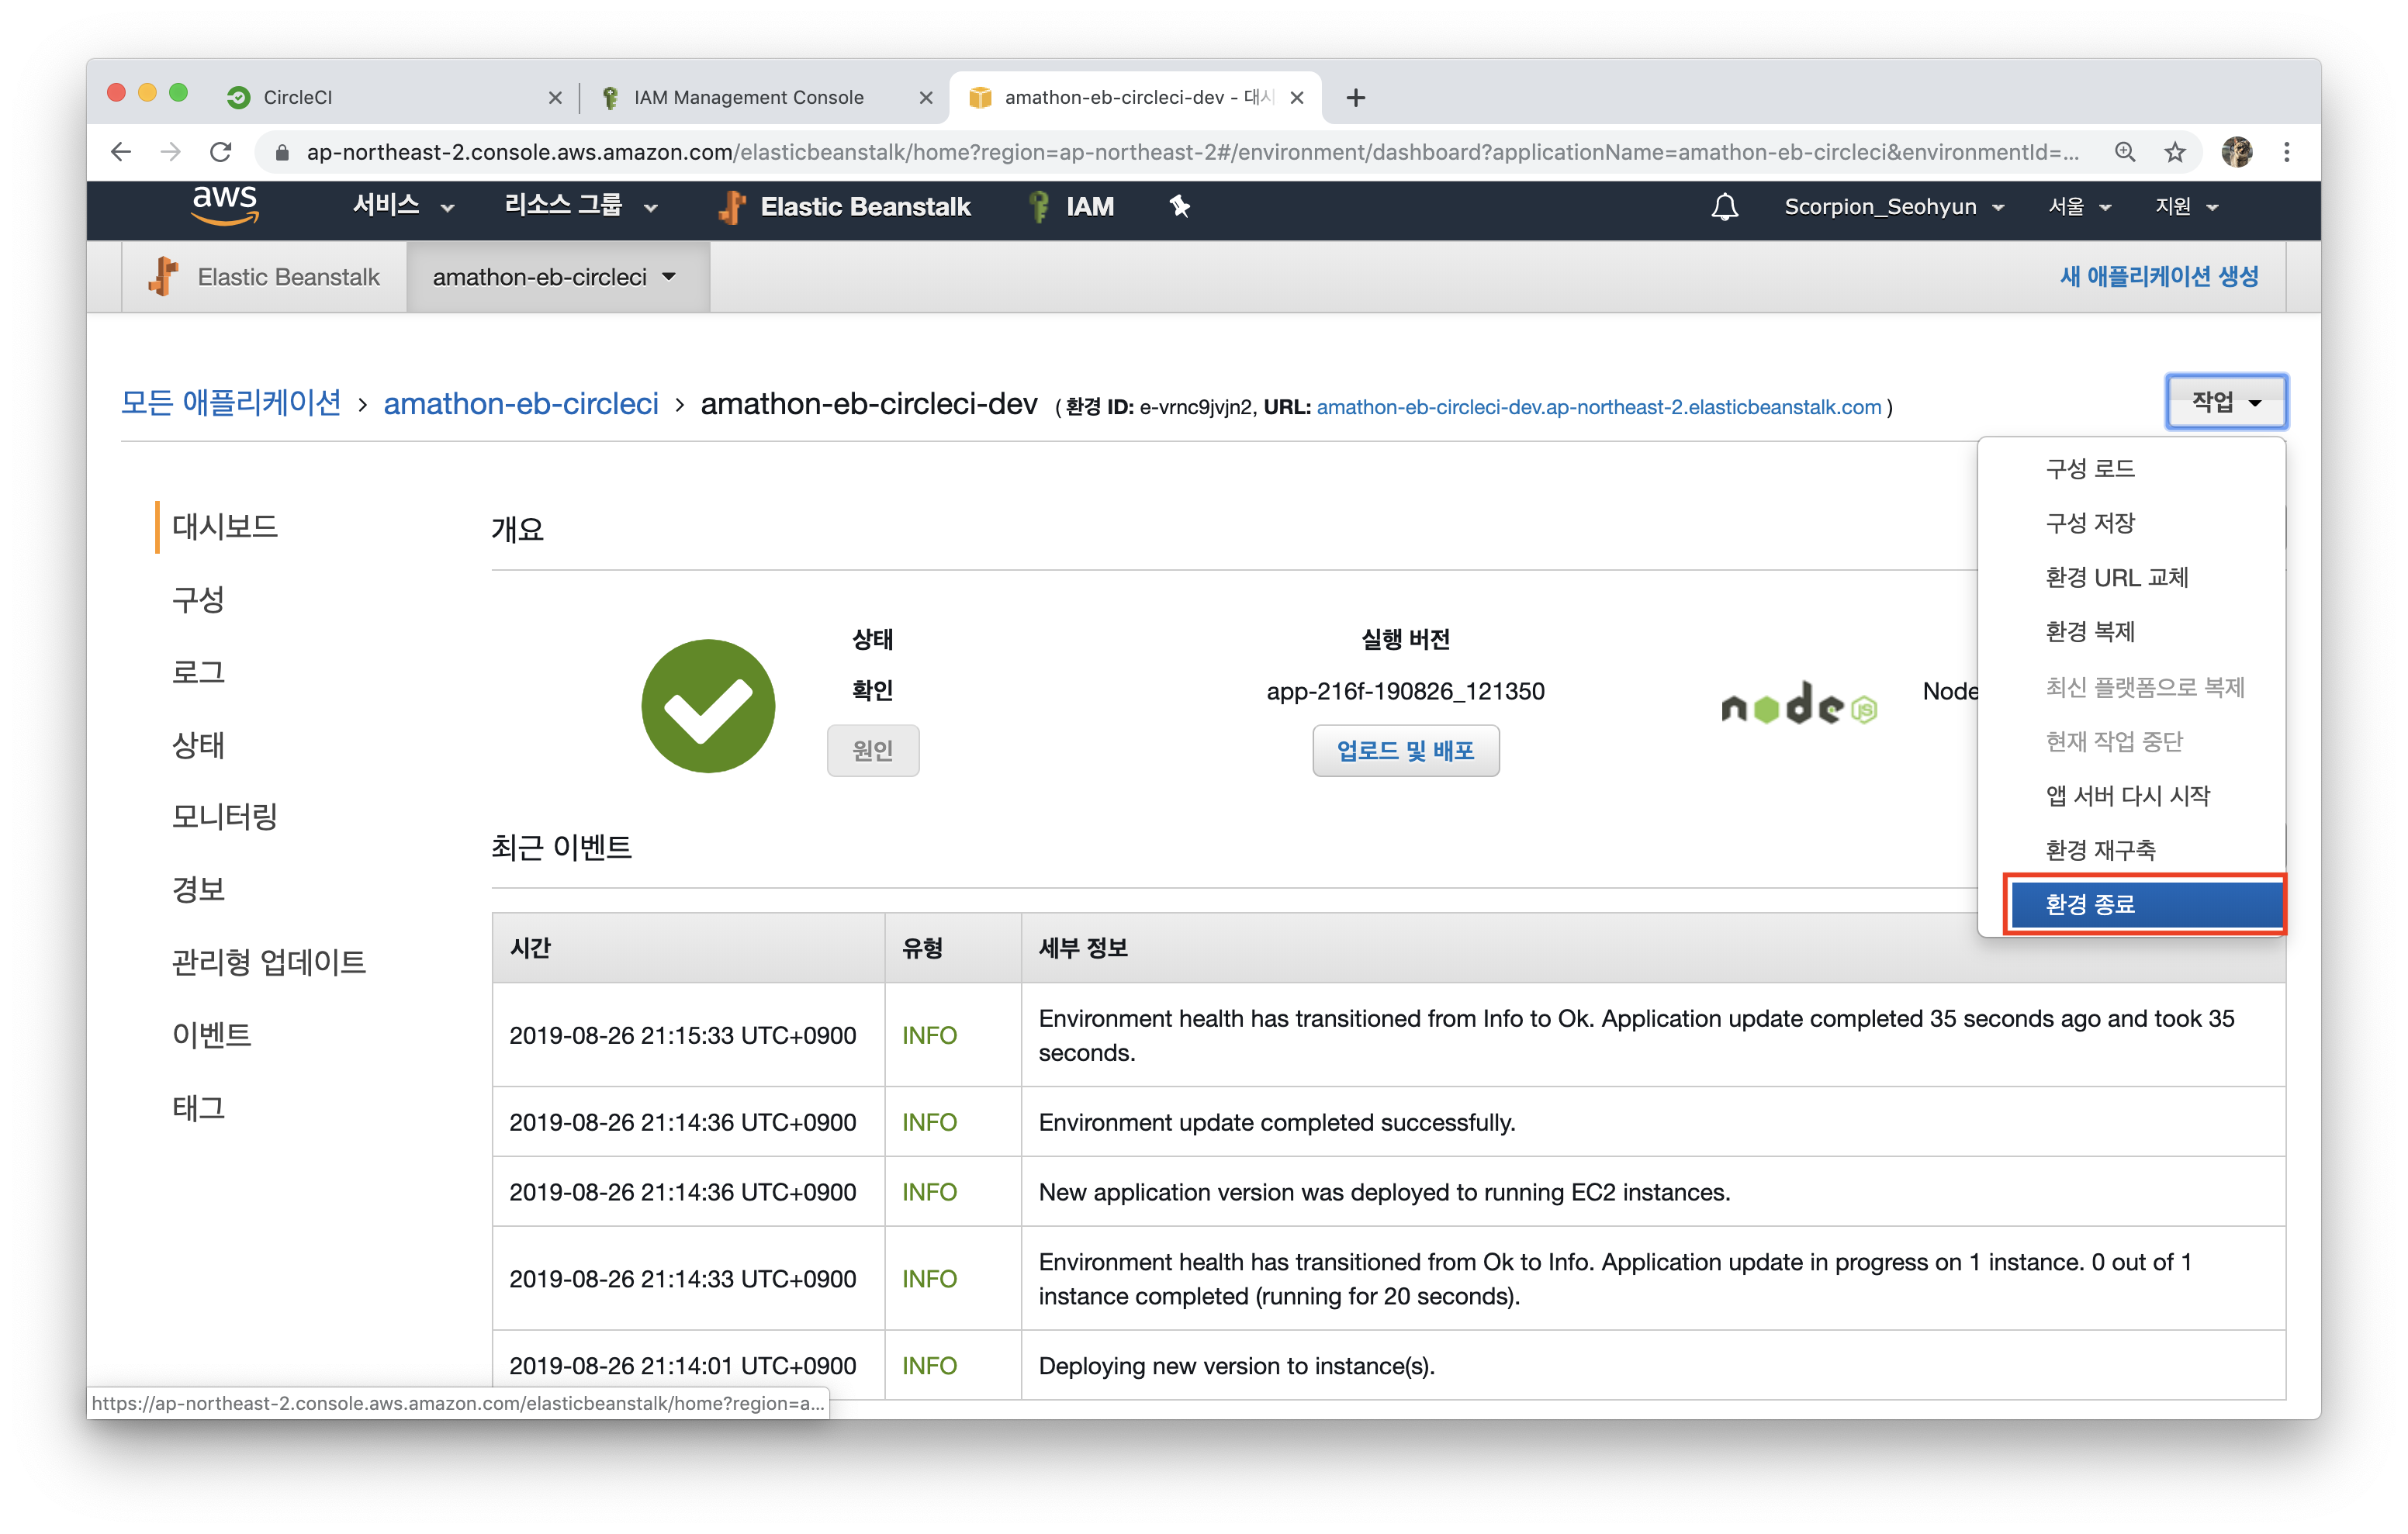 CircleCI
IAM Management Console
amathon-eb-circleci-dev - 대시
ap-northeast-2.console.aws.amazon.com/elasticbeanstalk/home?region=ap-northeast-2#/environment/dashboard?applicationName=amathon-eb-circleci&environmentId=...
aws 서비스 리소스 그룹 Elastic Beanstalk IAM Scorpion_Seohyun 서울 지원
Elastic Beanstalk amathon-eb-circleci 새 애플리케이션 생성
모든 애플리케이션 > amathon-eb-circleci > amathon-eb-circleci-dev ( 환경 ID: e-vrnc9jvjn2, URL: amathon-eb-circleci-dev.ap-northeast-2.elasticbeanstalk.com )
작업
구성 로드
구성 저장
환경 URL 교체
환경 복제
최신 플랫폼으로 복제
현재 작업 중단
앱 서버 다시 시작
환경 재구축
환경 종료
대시보드
구성
로그
상태
모니터링
경보
관리형 업데이트
이벤트
태그
개요
상태
확인
원인
실행 버전
app-216f-190826_121350
업로드 및 배포
node JS
Node
최근 이벤트
시간 유형 세부 정보
2019-08-26 21:15:33 UTC+0900 INFO Environment health has transitioned from Info to Ok. Application update completed 35 seconds ago and took 35
seconds.
2019-08-26 21:14:36 UTC+0900 INFO Environment update completed successfully.
2019-08-26 21:14:36 UTC+0900 INFO New application version was deployed to running EC2 instances.
2019-08-26 21:14:33 UTC+0900 INFO Environment health has transitioned from Ok to Info. Application update in progress on 1 instance. 0 out of 1
instance completed (running for 20 seconds).
2019-08-26 21:14:01 UTC+0900 INFO Deploying new version to instance(s).
https://ap-northeast-2.console.aws.amazon.com/elasticbeanstalk/home?region=a...